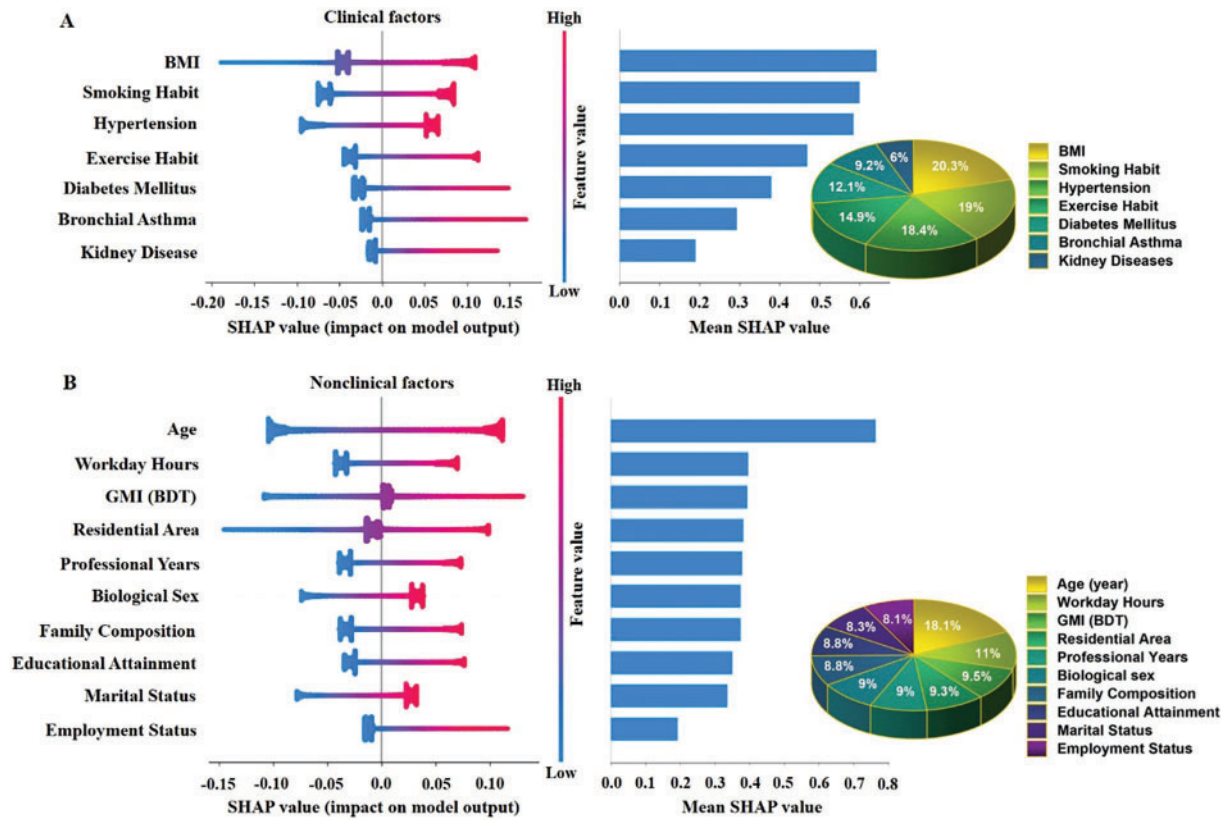 A
Clinical factors
High
BMI
Smoking Habit
Hypertension
Exercise Habit
Diabetes Mellitus
Bronchial Asthma
Kidney Disease
Feature value
Low
-0.20 -0.15 -0.10 -0.05 0.0 0.05 0.10 0.150
SHAP value (impact on model output)
0.0 0.1 0.2 0.3 0.4 0.5 0.6
Mean SHAP value
20.3%
19%
18.4%
14.9%
12.1%
9.2%
6%
BMI
Smoking Habit
Hypertension
Exercise Habit
Diabetes Mellitus
Bronchial Asthma
Kidney Diseases
B
Nonclinical factors
High
Age
Workday Hours
GMI (BDT)
Residential Area
Professional Years
Biological Sex
Family Composition
Educational Attainment
Marital Status
Employment Status
Feature value
Low
-0.15 -0.10 -0.05 0.0 0.05 0.10
SHAP value (impact on model output)
0.0 0.1 0.2 0.3 0.4 0.5 0.6 0.7 0.8
Mean SHAP value
18.1%
11%
9.5%
9.3%
9%
9%
8.8%
8.8%
8.3%
8.1%
Age (year)
Workday Hours
GMI (BDT)
Residential Area
Professional Years
Biological sex
Family Composition
Educational Attainment
Marital Status
Employment Status